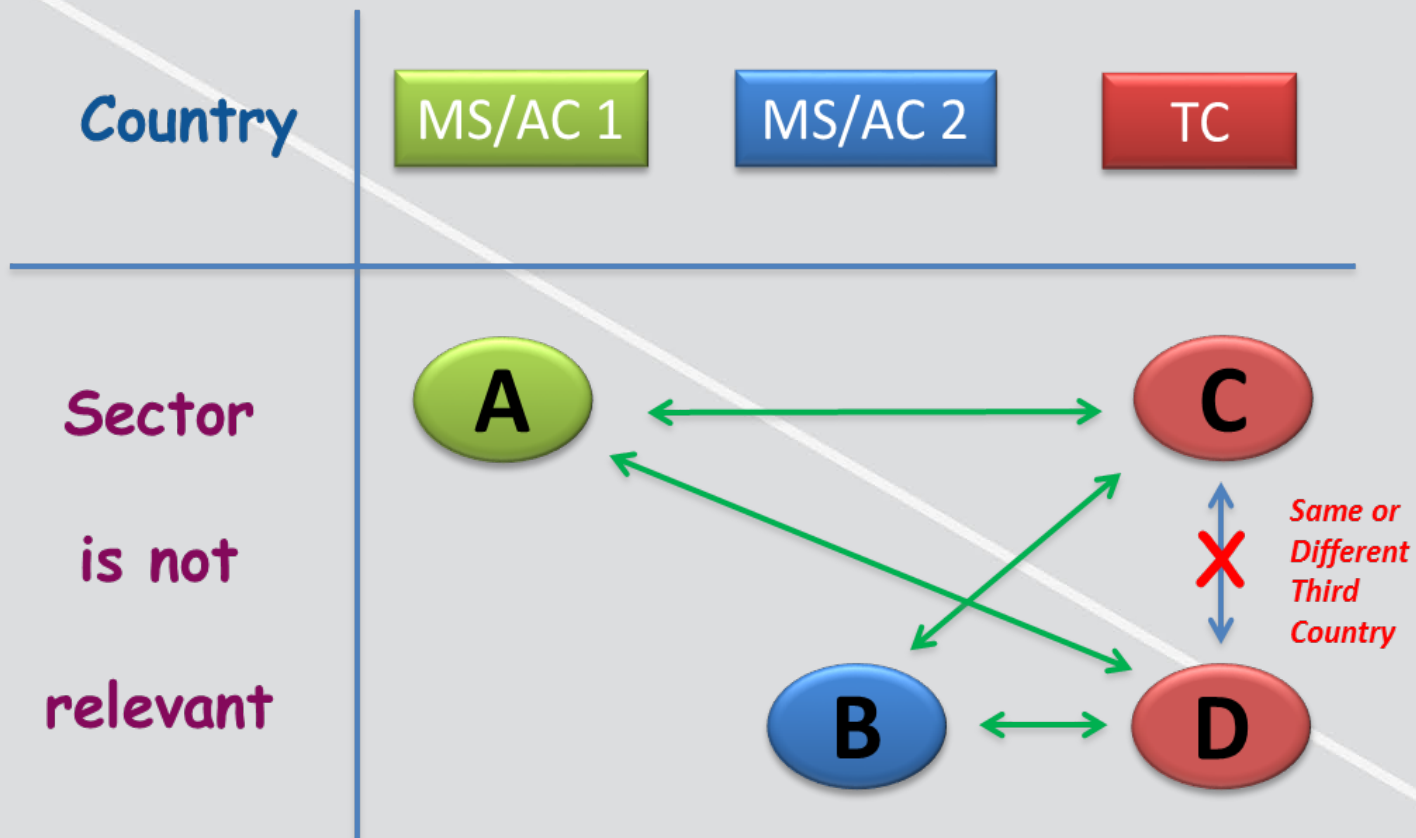 Country
MS/AC 1
MS/AC 2
TC
Sector
is not
relevant
A
C
B
D
Same or
Different
Third
Country